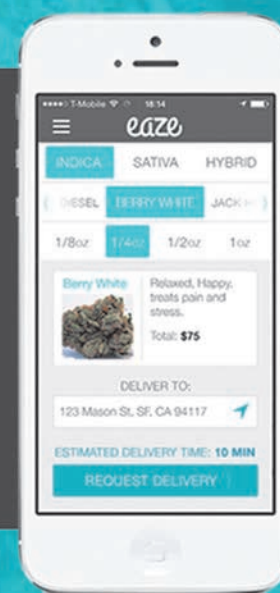 T-Mobile 18:14
eaze
INDICA SATIVA HYBRID
DIESEL BERRY WHITE JACK H
1/8oz 1/4oz 1/2oz 1oz
Berry White
Relaxed, Happy,
treats pain and
stress.
Total: $75
DELIVER TO:
123 Mason St, SF, CA 94117
ESTIMATED DELIVERY TIME: 10 MIN
REQUEST DELIVERY